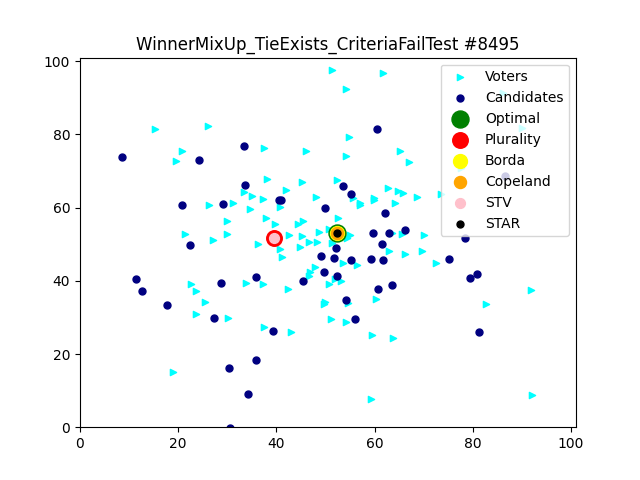 WinnerMixUp_TieExists_CriteriaFailTest #8495
100
80
60
40
20
0
0
20
40
60
80
100
Voters
Candidates
Optimal
Plurality
Borda
Copeland
STV
STAR